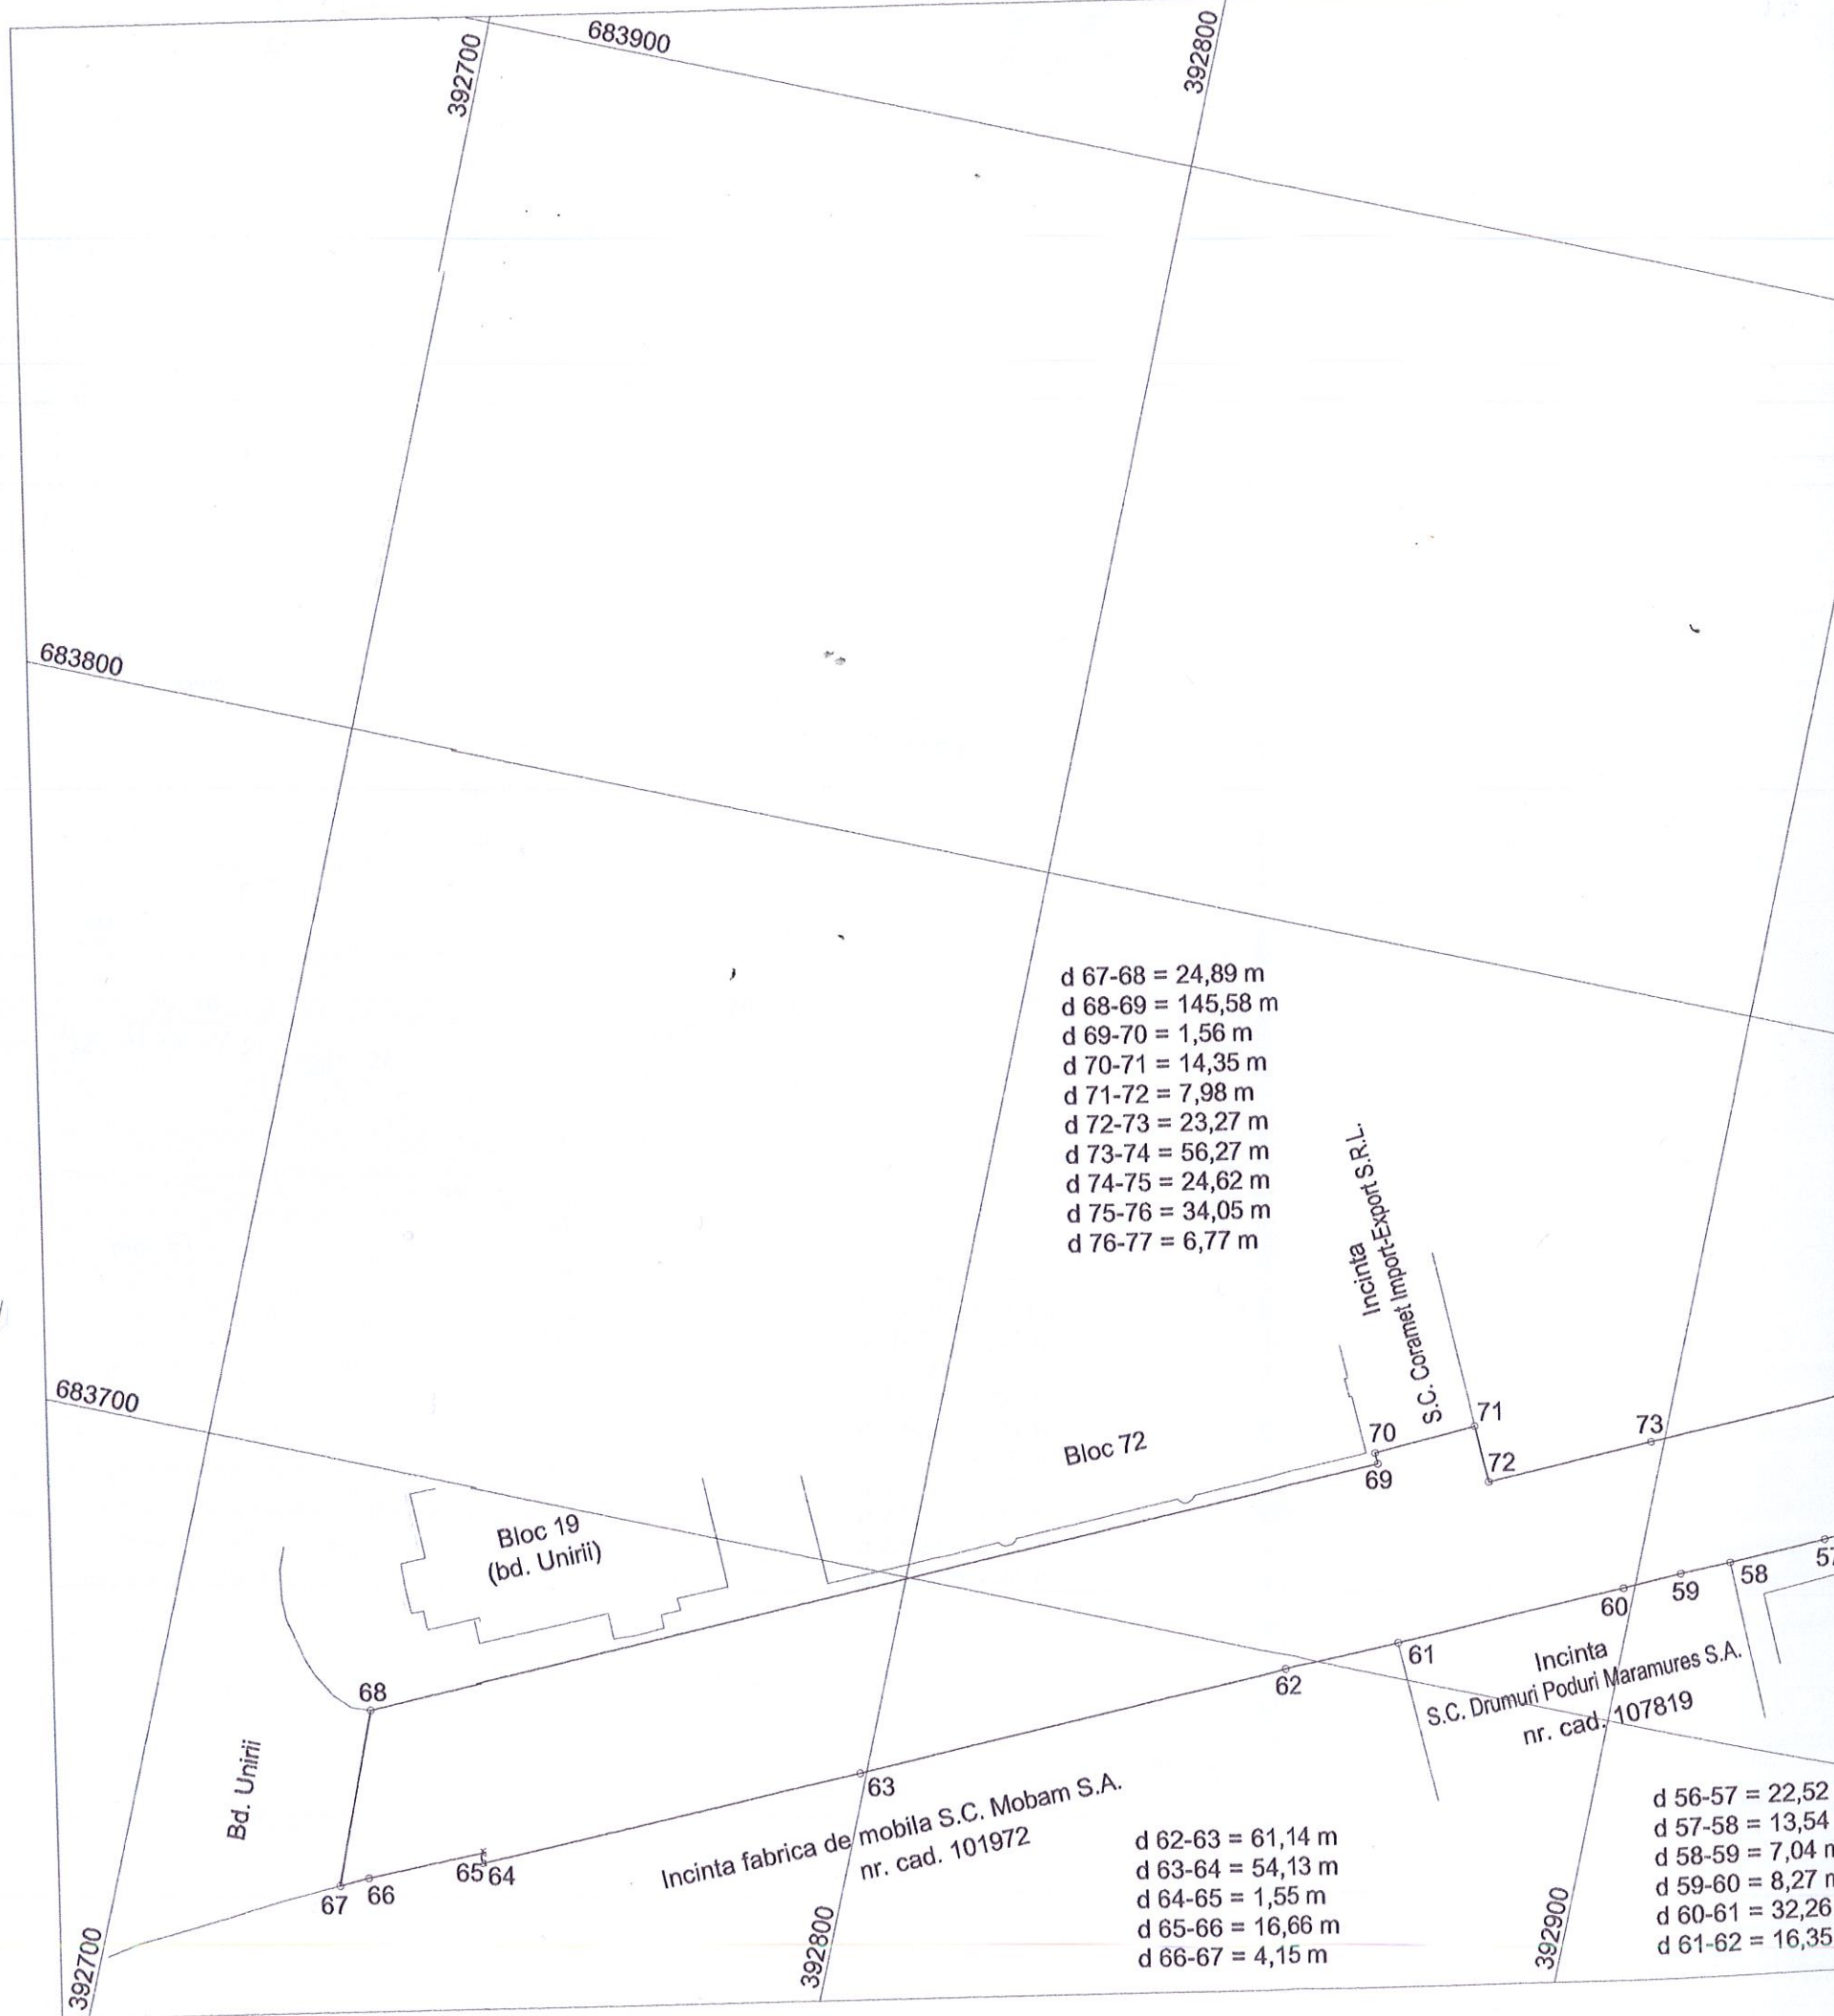 683900
392700
392800
683800
d 67-68 = 24,89 m
d 68-69 = 145,58 m
d 69-70 = 1,56 m
d 70-71 = 14,35 m
d 71-72 = 7,98 m
d 72-73 = 23,27 m
d 73-74 = 56,27 m
d 74-75 = 24,62 m
d 75-76 = 34,05 m
d 76-77 = 6,77 m
Incinta
S.C. Coramet Import-Export S.R.L.
683700
71
73
70
Bloc 72
72
69
Bloc 19
(bd. Unirii)
57
58
59
60
61
62
Incinta
S.C. Drumuri Poduri Maramures S.A.
nr. cad. 107819
68
Bd. Unirii
63
65
64
66
67
Incinta fabrica de mobila S.C. Mobam S.A.
nr. cad. 101972
d 62-63 = 61,14 m
d 63-64 = 54,13 m
d 64-65 = 1,55 m
d 65-66 = 16,66 m
d 66-67 = 4,15 m
d 56-57 = 22,52
d 57-58 = 13,54
d 58-59 = 7,04 m
d 59-60 = 8,27 m
d 60-61 = 32,26
d 61-62 = 16,35
392700
392800
392900